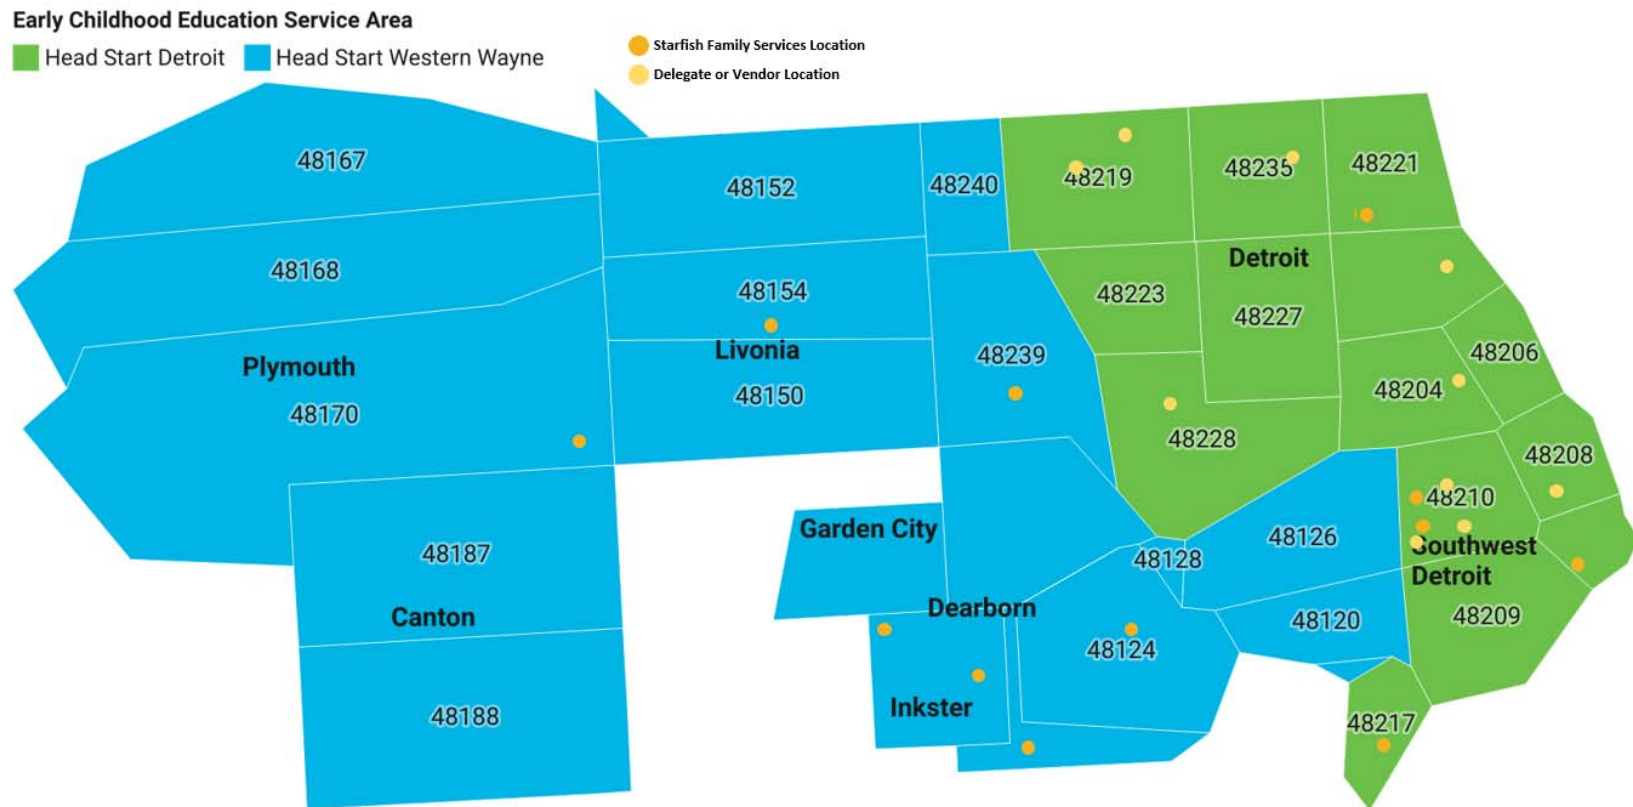 Early Childhood Education Service Area
Head Start Detroit
Head Start Western Wayne
Starfish Family Services Location
Delegate or Vendor Location
48167
48152
48240
48219
48235
48221
48168
48154
48223
Detroit
48227
Livonia
48239
48206
Plymouth
48170
48150
48204
48228
48208
48210
Garden City
48187
48128
48126
Southwest
Detroit
Canton
Dearborn
48124
48120
48209
48188
Inkster
48217